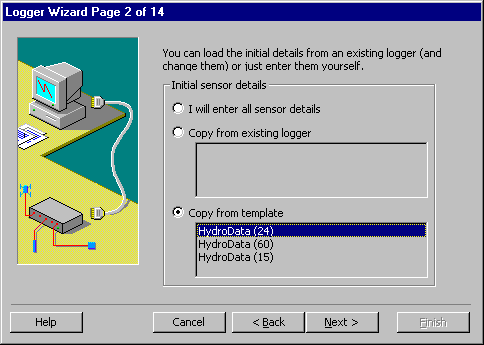 Logger Wizard Page 2 of 14
You can load the initial details from an existing logger (and
change them) or just enter them yourself.
Initial sensor details
I will enter all sensor details
Copy from existing logger
Copy from template
HydroData (24)
HydroData (60)
HydroData (15)
Help
Cancel
< Back
Next >
Finish